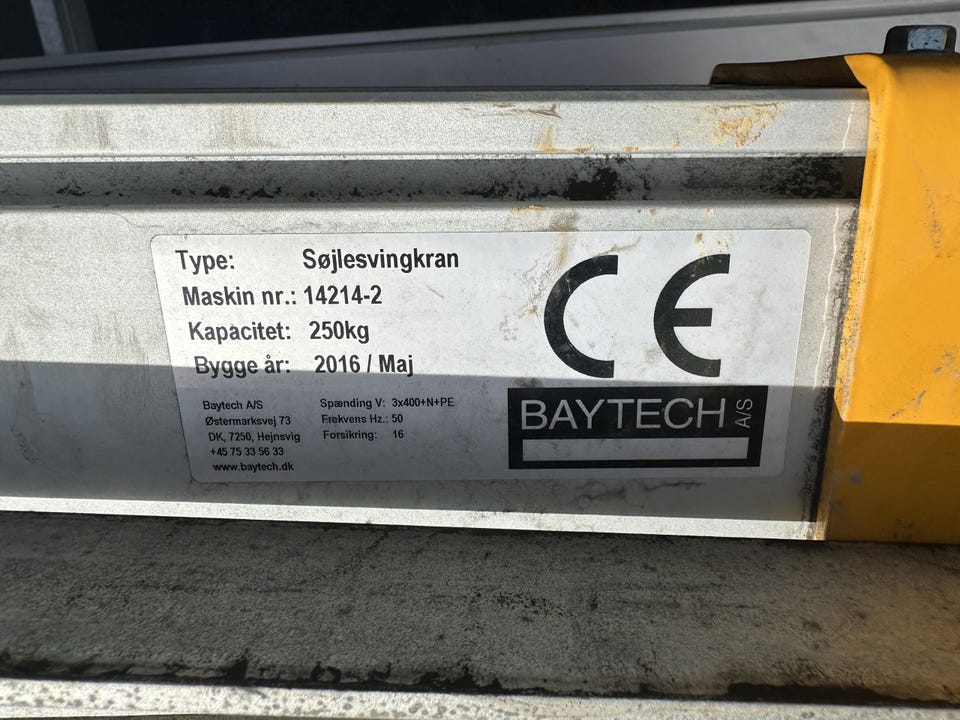 Type: Søjlesvingkran
Maskin nr.: 14214-2
Kapacitet: 250kg
Bygge år: 2016 / Maj
Baytech A/S
Østermarksvej 73
DK, 7250, Hejnsvig
+45 75 33 56 33
www.baytech.dk
Spænding V: 3x400+N+PE
Frekvens Hz.: 50
Forsikring: 16
CE
BAYTECH A/S